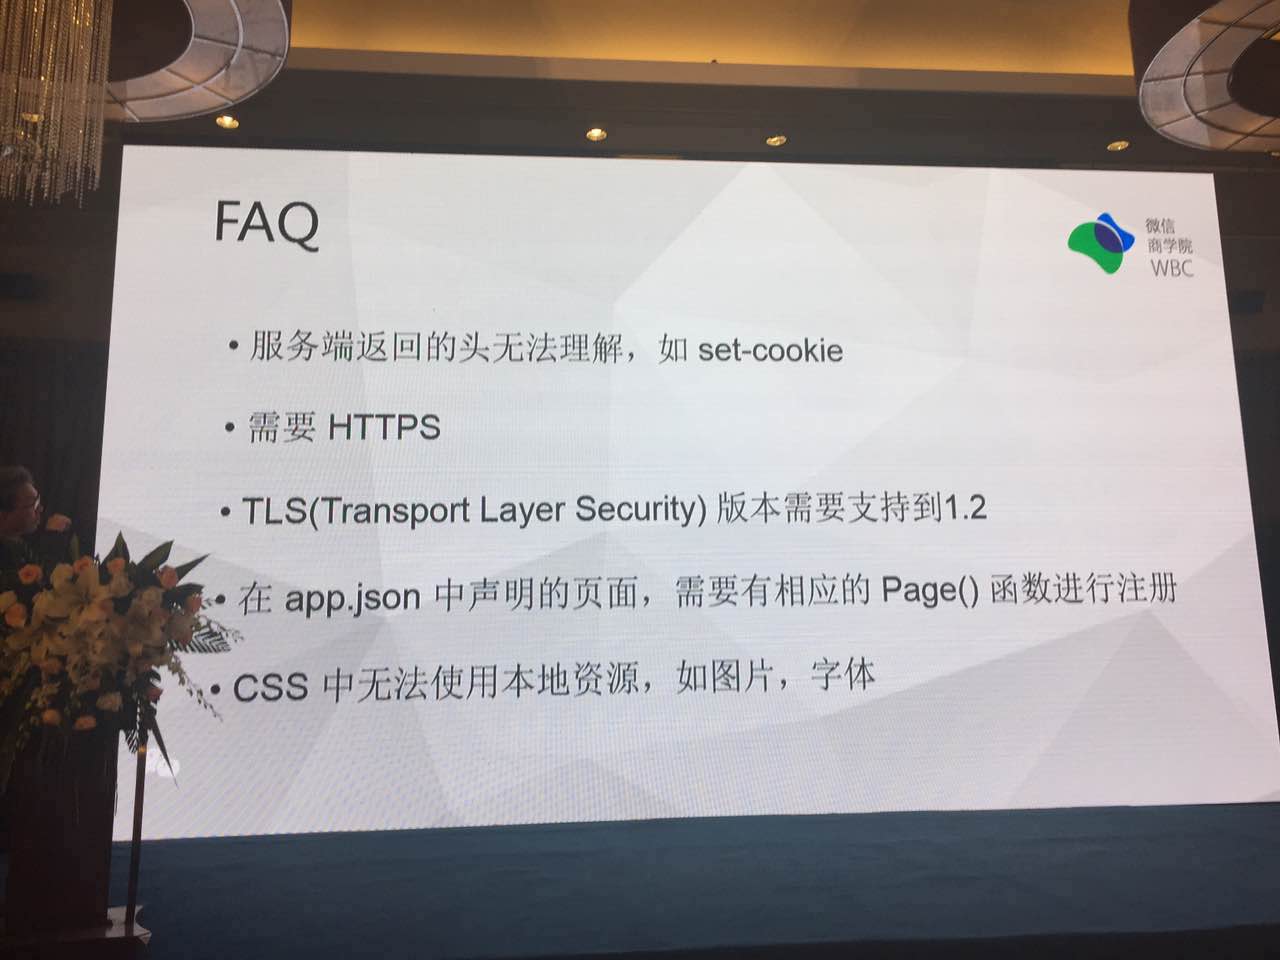 FAQ
微信
商学院
WBC
• 服务端返回的头无法理解，如 set-cookie
• 需要 HTTPS
• TLS(Transport Layer Security) 版本需要支持到1.2
• 在 app.json 中声明的页面，需要有相应的 Page() 函数进行注册
• CSS 中无法使用本地资源，如图片，字体